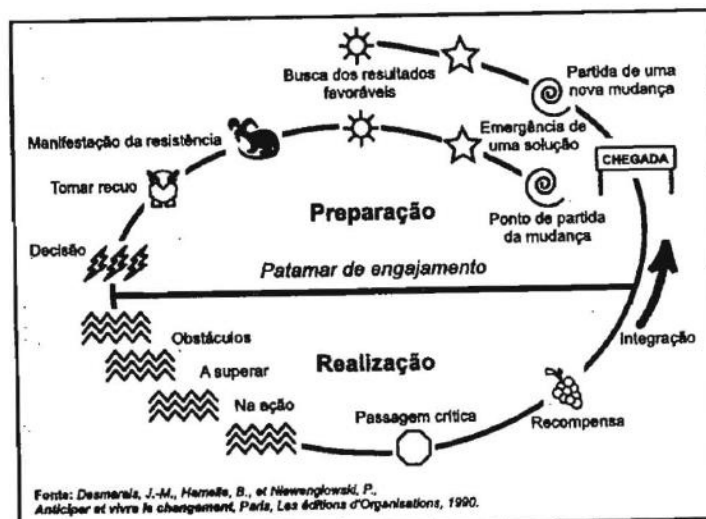 Busca dos resultados
favoráveis
Partida de uma
nova mudança
Manifestação da resistência
Emergência de
uma solução
CHEGADA
Tomar recuo
Preparação
Ponto de partida
da mudança
Decisão
Patamar de engajamento
Obstáculos
Integração
Realização
A superar
Na ação
Passagem crítica
Recompensa
Fonte: Desmarais, J.-M., Hamelle, B., et Niewenglowski, P.,
Anticiper et vivre le changement, Paris, Les éditions d'Organisations, 1990.